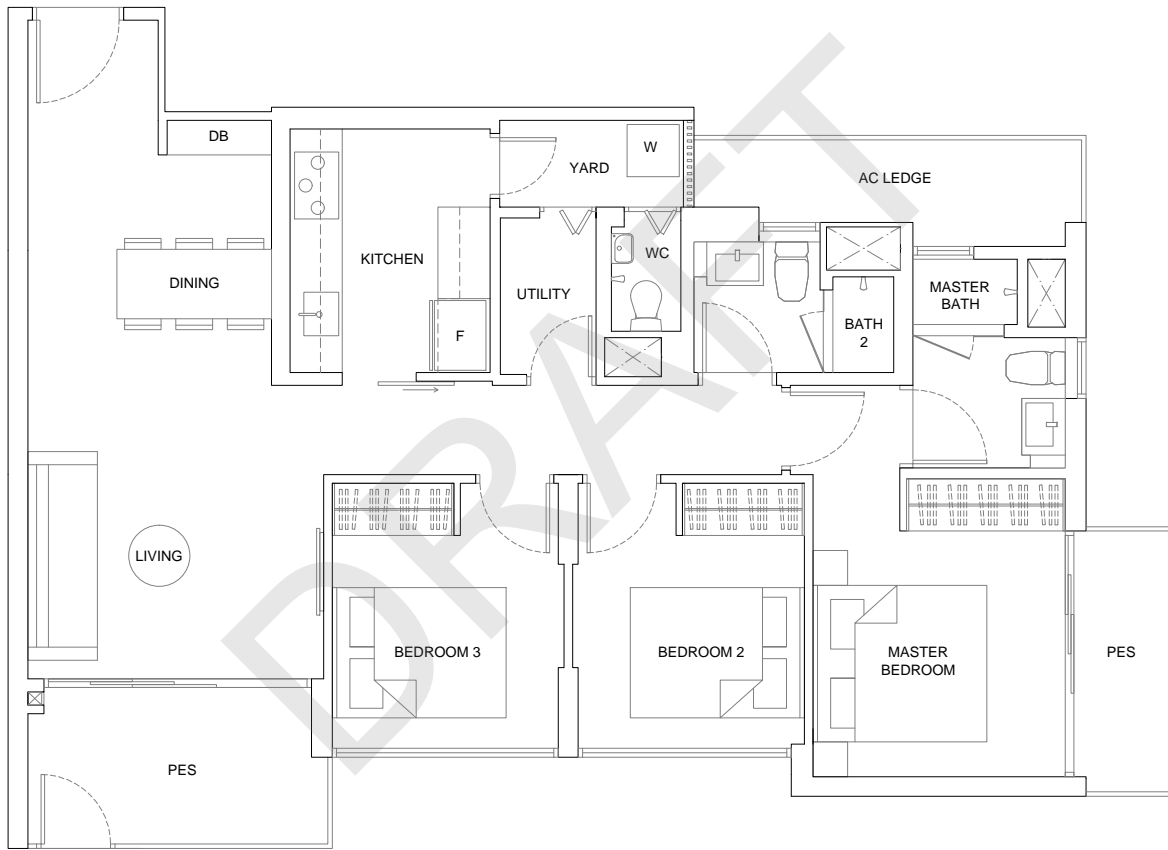 DB
W
YARD
AC LEDGE
KITCHEN
WC
DINING
UTILITY
MASTER
BATH
BATH
2
F
LIVING
BEDROOM 3
BEDROOM 2
MASTER
BEDROOM
PES
PES
DRAFT